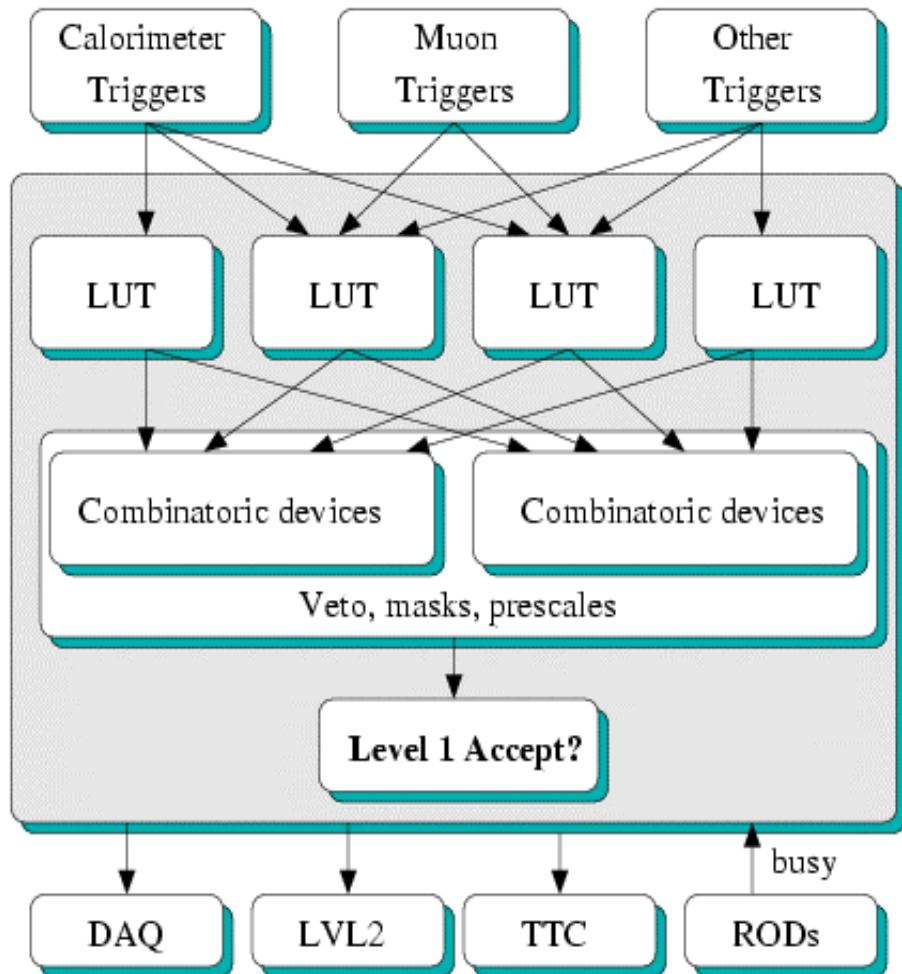 Calorimeter
Triggers
Muon
Triggers
Other
Triggers
LUT
LUT
LUT
LUT
Combinatoric devices
Combinatoric devices
Veto, masks, prescales
Level 1 Accept?
busy
DAQ
LVL2
TTC
RODs